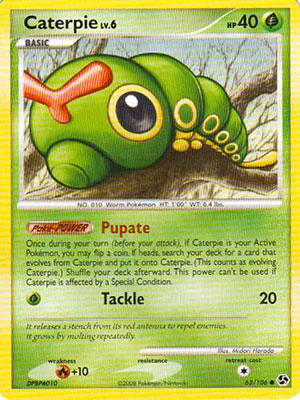 Caterpie LV.6 HP 40
BASIC
NO. 010 Worm Pokémon HT: 1'00" WT: 6.4 lbs.
Poké-POWER Pupate
Once during your turn (before your attack), if Caterpie is your Active
Pokémon, you may flip a coin. If heads, search your deck for a card that
evolves from Caterpie and put it onto Caterpie. (This counts as evolving
Caterpie.) Shuffle your deck afterward. This power can't be used if
Caterpie is affected by a Special Condition.
Tackle 20
It releases a stench from its red antenna to repel enemies.
It grows by molting repeatedly.
Illus. Midori Harada
weakness resistance retreat cost
+10
DPBP#010 ©2008 Pokémon/Nintendo 63/106